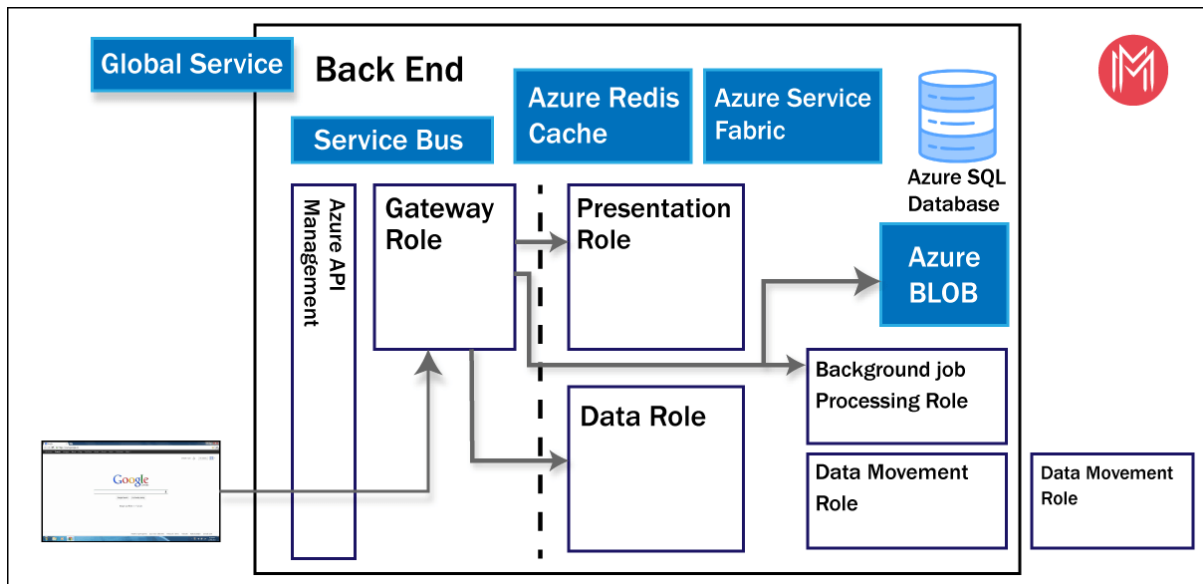 Global Service
Back End
Service Bus
Azure Redis
Cache
Azure Service
Fabric
Azure SQL
Database
Azure API
Management
Gateway
Role
Presentation
Role
Azure
BLOB
Background job
Processing Role
Data Role
Data Movement
Role
Data Movement
Role
Google